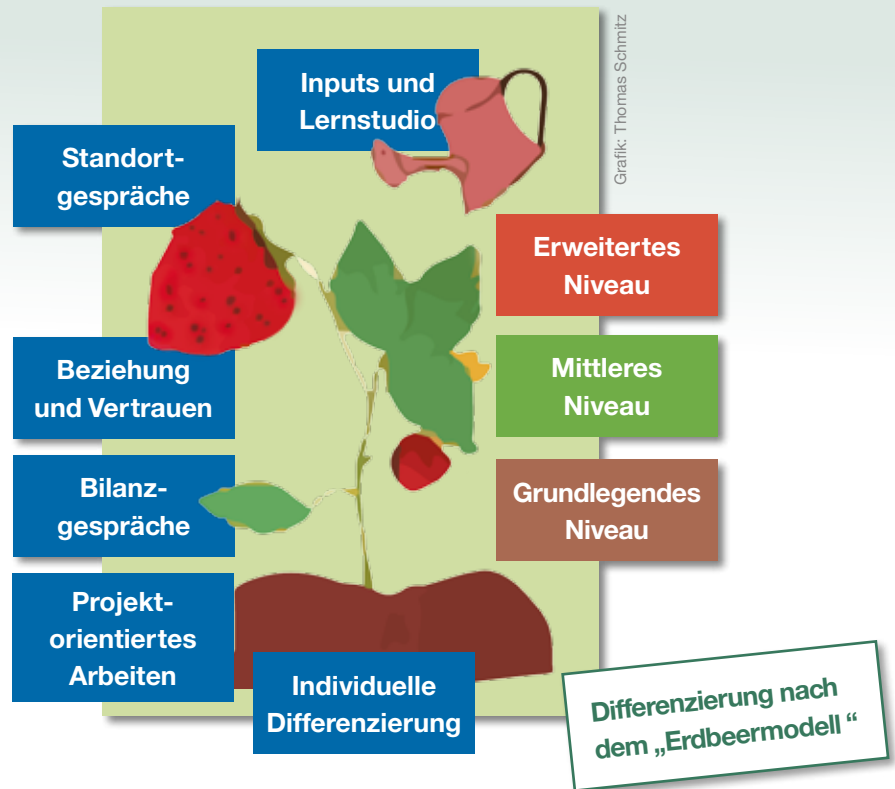 Inputs und
Lernstudio
Grafik: Thomas Schmitz
Standort-
gespräche
Erweitertes
Niveau
Beziehung
und Vertrauen
Mittleres
Niveau
Bilanz-
gespräche
Grundlegendes
Niveau
Projekt-
orientiertes
Arbeiten
Individuelle
Differenzierung
Differenzierung nach
dem „Erdbeermodell “